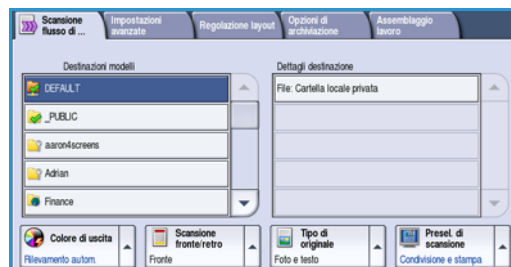 Scansione
flusso di ...
Impostazioni
avanzate
Regolazione layout
Opzioni di
archiviazione
Assemblaggio
lavoro
Destinazioni modelli
Dettagli destinazione
DEFAULT
File: Cartella locale privata
_PUBLIC
aaron4screens
Adrian
Finance
Colore di uscita
Rilevamento autom.
Scansione
fronte/retro
Fronte
Tipo di
originale
Foto e testo
Presel. di
scansione
Condivisione e stampa